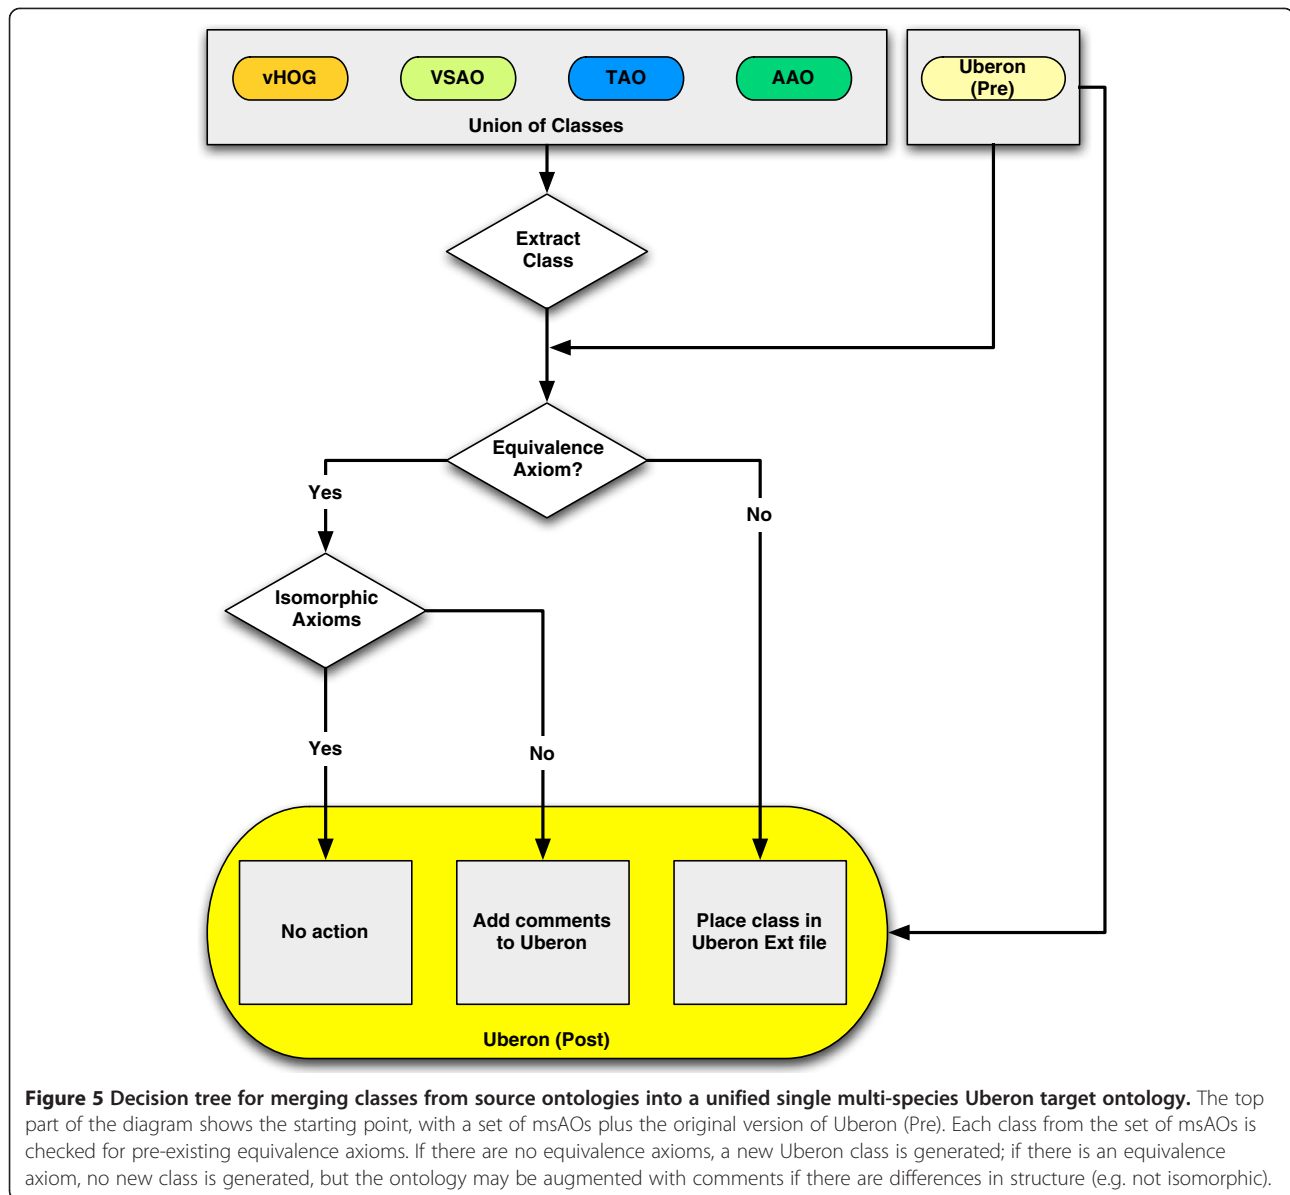 vHOG
VSAO
TAO
AAO
Uberon
(Pre)
Union of Classes
Extract
Class
Equivalence
Axiom?
Yes
No
Isomorphic
Axioms
Yes
No
No action
Add comments
to Uberon
Place class in
Uberon Ext file
Uberon (Post)
Figure 5 Decision tree for merging classes from source ontologies into a unified single multi-species Uberon target ontology. The top
part of the diagram shows the starting point, with a set of msAOs plus the original version of Uberon (Pre). Each class from the set of msAOs is
checked for pre-existing equivalence axioms. If there are no equivalence axioms, a new Uberon class is generated; if there is an equivalence
axiom, no new class is generated, but the ontology may be augmented with comments if there are differences in structure (e.g. not isomorphic).